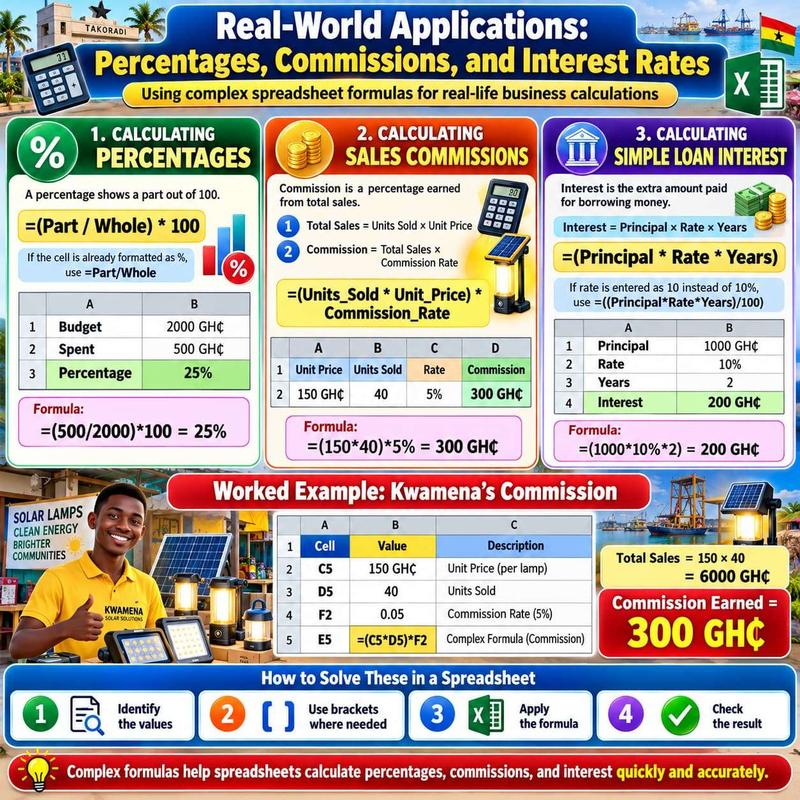 TAKORADI
31
Real-World Applications:
Percentages, Commissions, and Interest Rates
Using complex spreadsheet formulas for real-life business calculations
X
%
1. CALCULATING
PERCENTAGES
A percentage shows a part out of 100.
=(Part / Whole) * 100
If the cell is already formatted as %,
use =Part/Whole
%
A B
1 Budget 2000 GH₵
2 Spent 500 GH₵
3 Percentage 25%
Formula:
=(500/2000)*100 = 25%
2. CALCULATING
SALES COMMISSIONS
Commission is a percentage earned
from total sales.
80
1 Total Sales = Units Sold × Unit Price
2 Commission = Total Sales ×
Commission Rate
=(Units_Sold * Unit_Price) *
Commission_Rate
A B C D
1 Unit Price Units Sold Rate Commission
2 150 GH₵ 40 5% 300 GH₵
Formula:
=(150*40)*5% = 300 GH₵
3. CALCULATING
SIMPLE LOAN INTEREST
Interest is the extra amount paid
for borrowing money.
Interest = Principal × Rate × Years
=(Principal * Rate * Years)
If rate is entered as 10 instead of 10%,
use =((Principal*Rate*Years)/100)
A B
1 Principal 1000 GH₵
2 Rate 10%
3 Years 2
4 Interest 200 GH₵
Formula:
=(1000*10%*2) = 200 GH₵
Worked Example: Kwamena's Commission
SOLAR LAMPS
CLEAN ENERGY
BRIGHTER
COMMUNITIES
KWAMENA
SOLAR SOLUTIONS
A B C
1 Cell Value Description
2 C5 150 GH₵ Unit Price (per lamp)
3 D5 40 Units Sold
4 F2 0.05 Commission Rate (5%)
5 E5 =(C5*D5)*F2 Complex Formula (Commission)
Total Sales = 150 × 40
= 6000 GH₵
Commission Earned =
300 GH₵
How to Solve These in a Spreadsheet
1 Identify
the values
2 [ ] Use brackets
where needed
3 X Apply
the formula
4 Check
the result
Complex formulas help spreadsheets calculate percentages, commissions, and interest quickly and accurately.